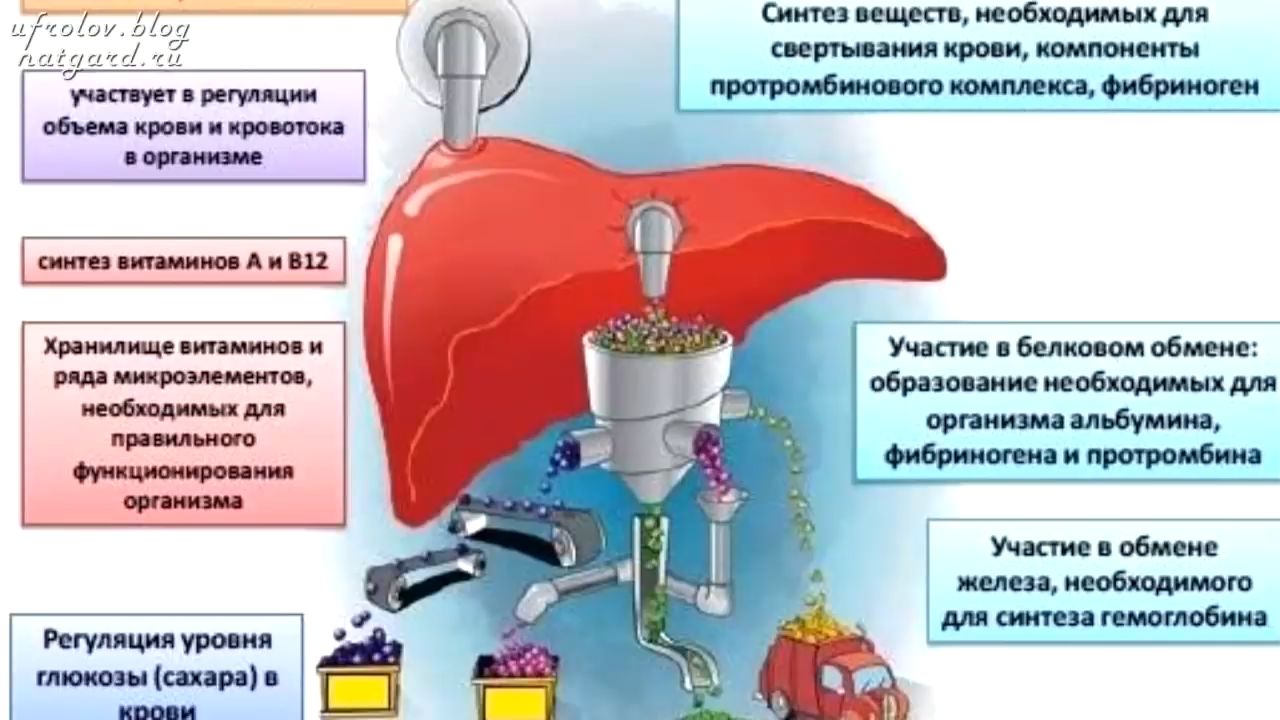 ufrolov.blog
natgard.ru
участвует в регуляции
объема крови и кровотока
в организме
синтез витаминов А и В12
Хранилище витаминов и
ряда микроэлементов,
необходимых для
правильного
функционирования
организма
Регуляция уровня
глюкозы (сахара) в
крови
Синтез веществ, необходимых для
свертывания крови, компоненты
протромбинового комплекса, фибриноген
Участие в белковом обмене:
образование необходимых для
организма альбумина,
фибриногена и протромбина
Участие в обмене
железа, необходимого
для синтеза гемоглобина